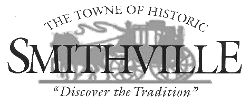 THE TOWNE OF HISTORIC
SMITHVILLE
"Discover the Tradition"